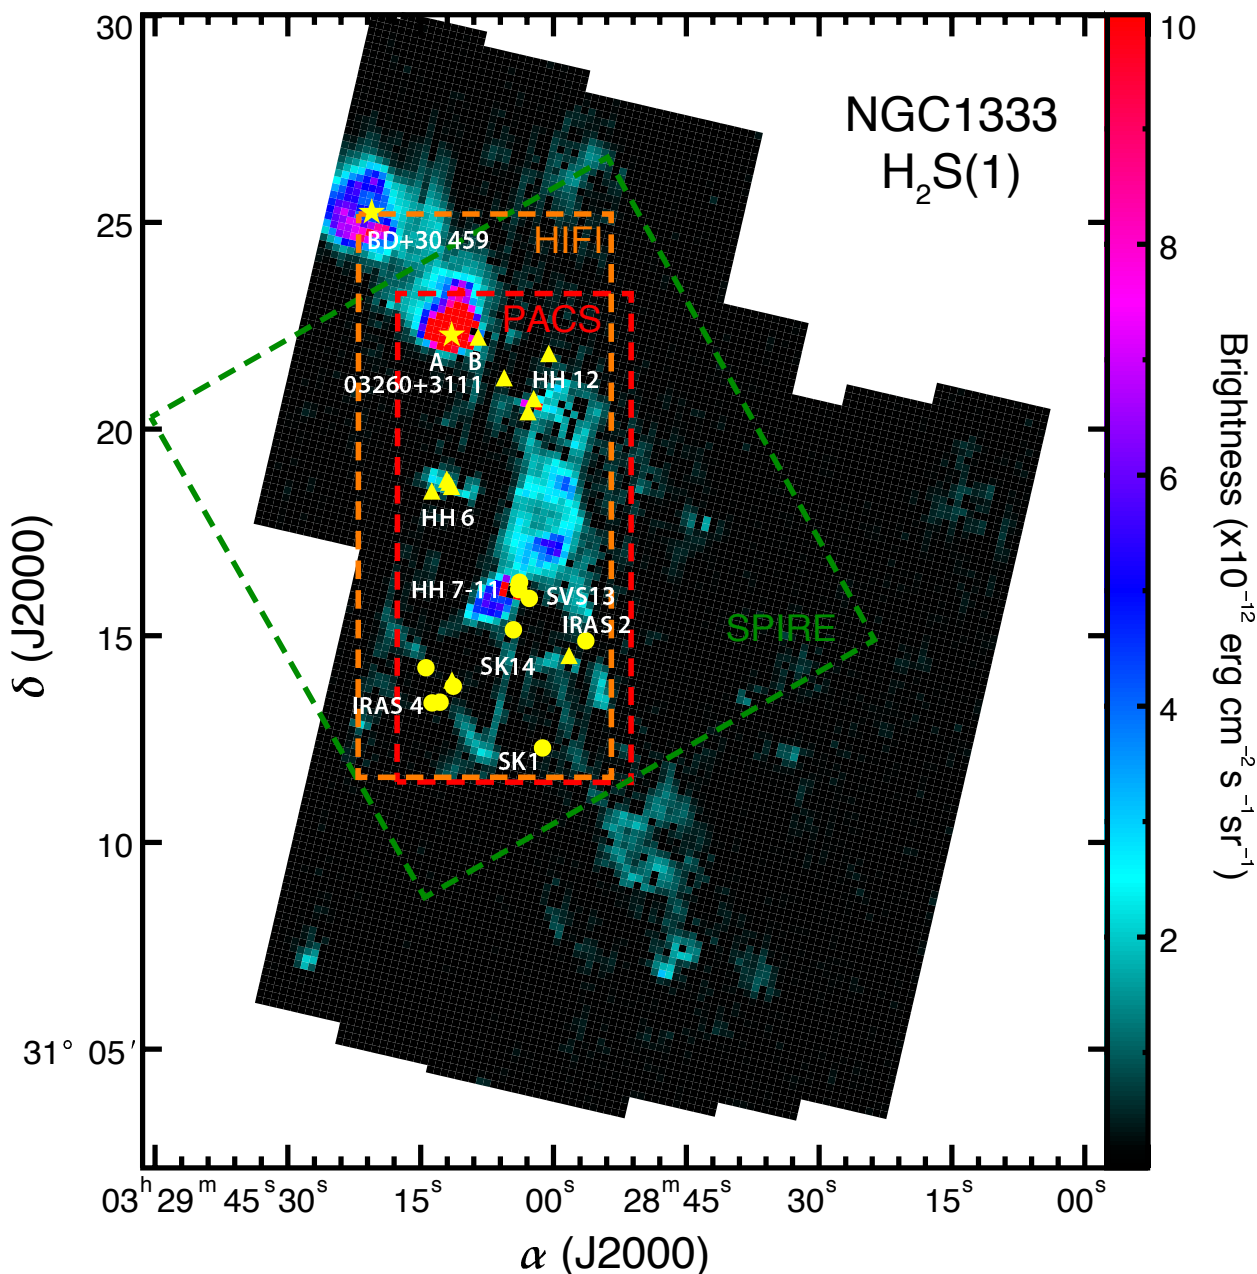 NGC1333
H₂S(1)
30
25
20
15
10
31° 05′
δ (J2000)
BD+30 459
HIFI
PACS
A B
03260+3111
HH 12
HH 6
HH 7-11
SVS13
IRAS 2
SPIRE
SK14
IRAS 4
SK1
03ʰ 29ᵐ 45ˢ 30ˢ 15ˢ 00ˢ 28ᵐ 45ˢ 30ˢ 15ˢ 00ˢ
α (J2000)
10
8
6
4
2
Brightness (x10⁻¹² erg cm⁻² s⁻¹ sr⁻¹)